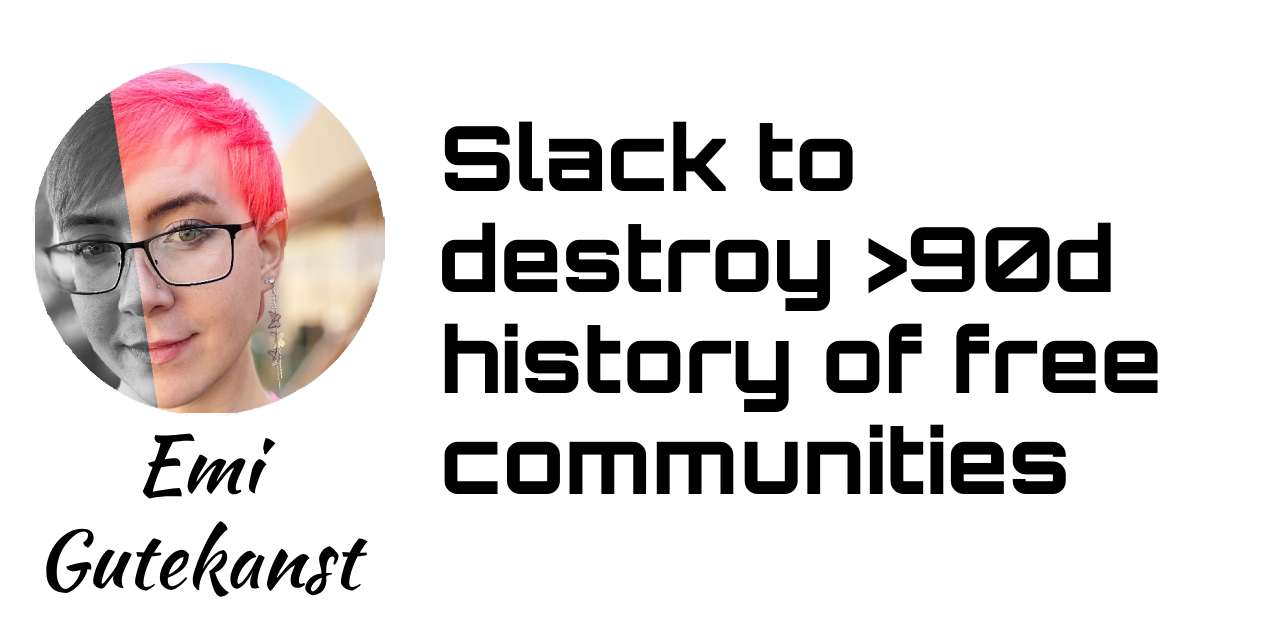 Slack to
destroy >90d
history of free
communities
Emi
Gutekanst